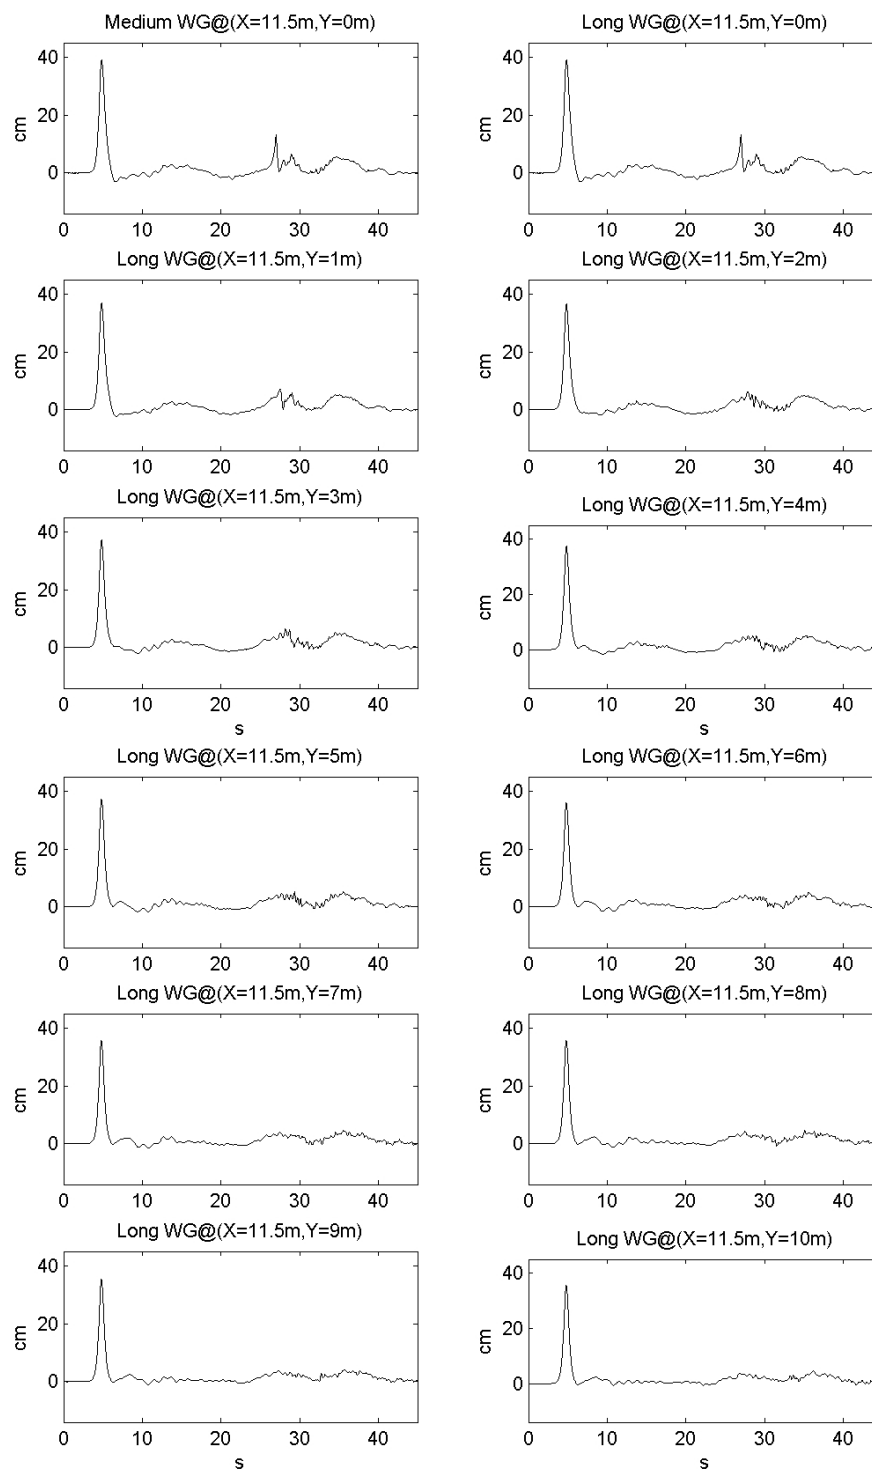 Medium WG@(X=11.5m,Y=0m)
40
20
0
cm
0 10 20 30 40
Long WG@(X=11.5m,Y=0m)
40
20
0
cm
0 10 20 30 40
Long WG@(X=11.5m,Y=1m)
40
20
0
cm
0 10 20 30 40
Long WG@(X=11.5m,Y=2m)
40
20
0
cm
0 10 20 30 40
Long WG@(X=11.5m,Y=3m)
40
20
0
cm
0 10 20 30 40
s
Long WG@(X=11.5m,Y=4m)
40
20
0
cm
0 10 20 30 40
s
Long WG@(X=11.5m,Y=5m)
40
20
0
cm
0 10 20 30 40
Long WG@(X=11.5m,Y=6m)
40
20
0
cm
0 10 20 30 40
Long WG@(X=11.5m,Y=7m)
40
20
0
cm
0 10 20 30 40
Long WG@(X=11.5m,Y=8m)
40
20
0
cm
0 10 20 30 40
Long WG@(X=11.5m,Y=9m)
40
20
0
cm
0 10 20 30 40
s
Long WG@(X=11.5m,Y=10m)
40
20
0
cm
0 10 20 30 40
s